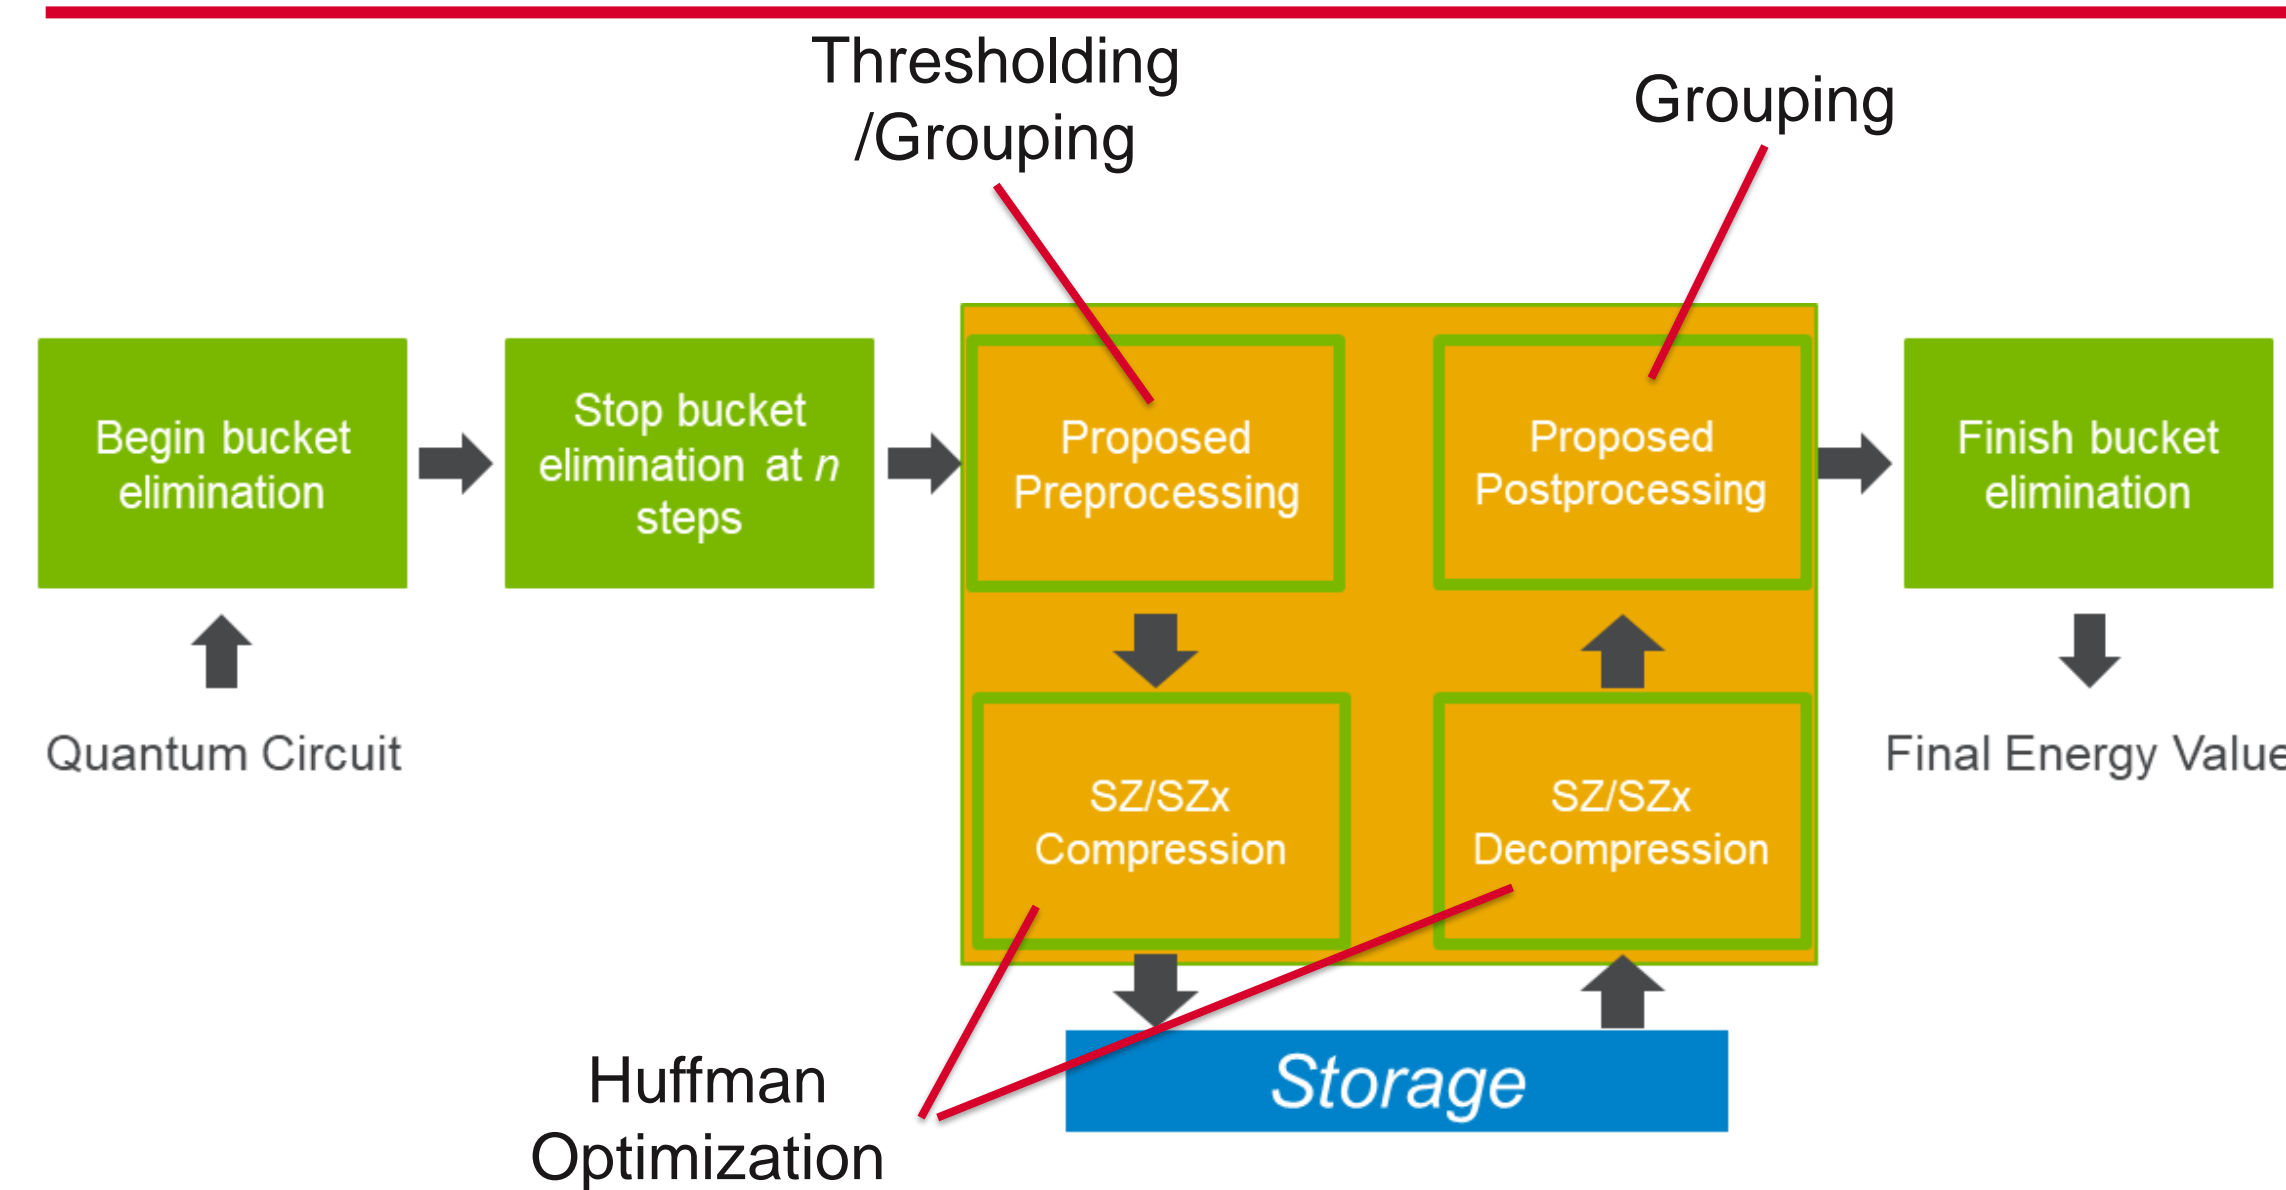 Thresholding
/Grouping
Grouping
Begin bucket
elimination
Stop bucket
elimination at n
steps
Proposed
Preprocessing
Proposed
Postprocessing
Finish bucket
elimination
Quantum Circuit
SZ/SZx
Compression
SZ/SZx
Decompression
Final Energy Value
Huffman
Optimization
Storage